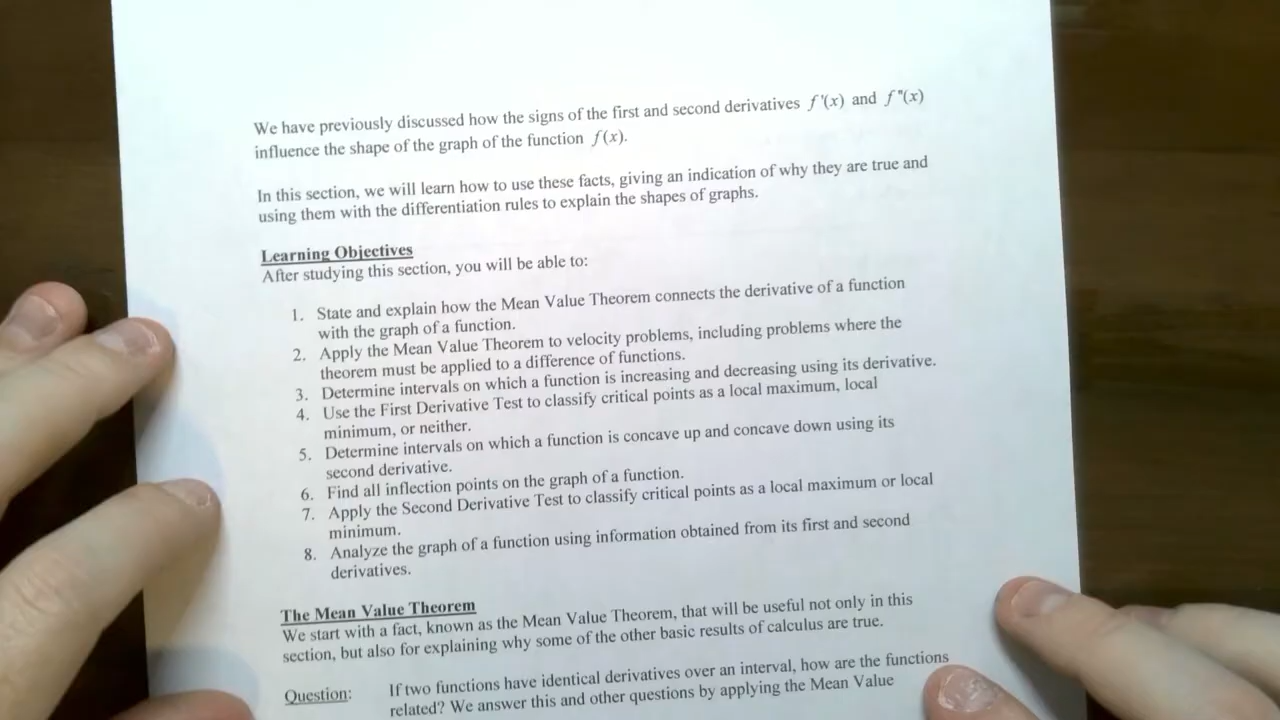 We have previously discussed how the signs of the first and second derivatives f '(x) and f "(x)
influence the shape of the graph of the function f(x).
In this section, we will learn how to use these facts, giving an indication of why they are true and
using them with the differentiation rules to explain the shapes of graphs.
Learning Objectives
After studying this section, you will be able to:
1. State and explain how the Mean Value Theorem connects the derivative of a function
with the graph of a function.
2. Apply the Mean Value Theorem to velocity problems, including problems where the
theorem must be applied to a difference of functions.
3. Determine intervals on which a function is increasing and decreasing using its derivative.
4. Use the First Derivative Test to classify critical points as a local maximum, local
minimum, or neither.
5. Determine intervals on which a function is concave up and concave down using its
second derivative.
6. Find all inflection points on the graph of a function.
7. Apply the Second Derivative Test to classify critical points as a local maximum or local
minimum.
8. Analyze the graph of a function using information obtained from its first and second
derivatives.
The Mean Value Theorem
We start with a fact, known as the Mean Value Theorem, that will be useful not only in this
section, but also for explaining why some of the other basic results of calculus are true.
Question: If two functions have identical derivatives over an interval, how are the functions
related? We answer this and other questions by applying the Mean Value